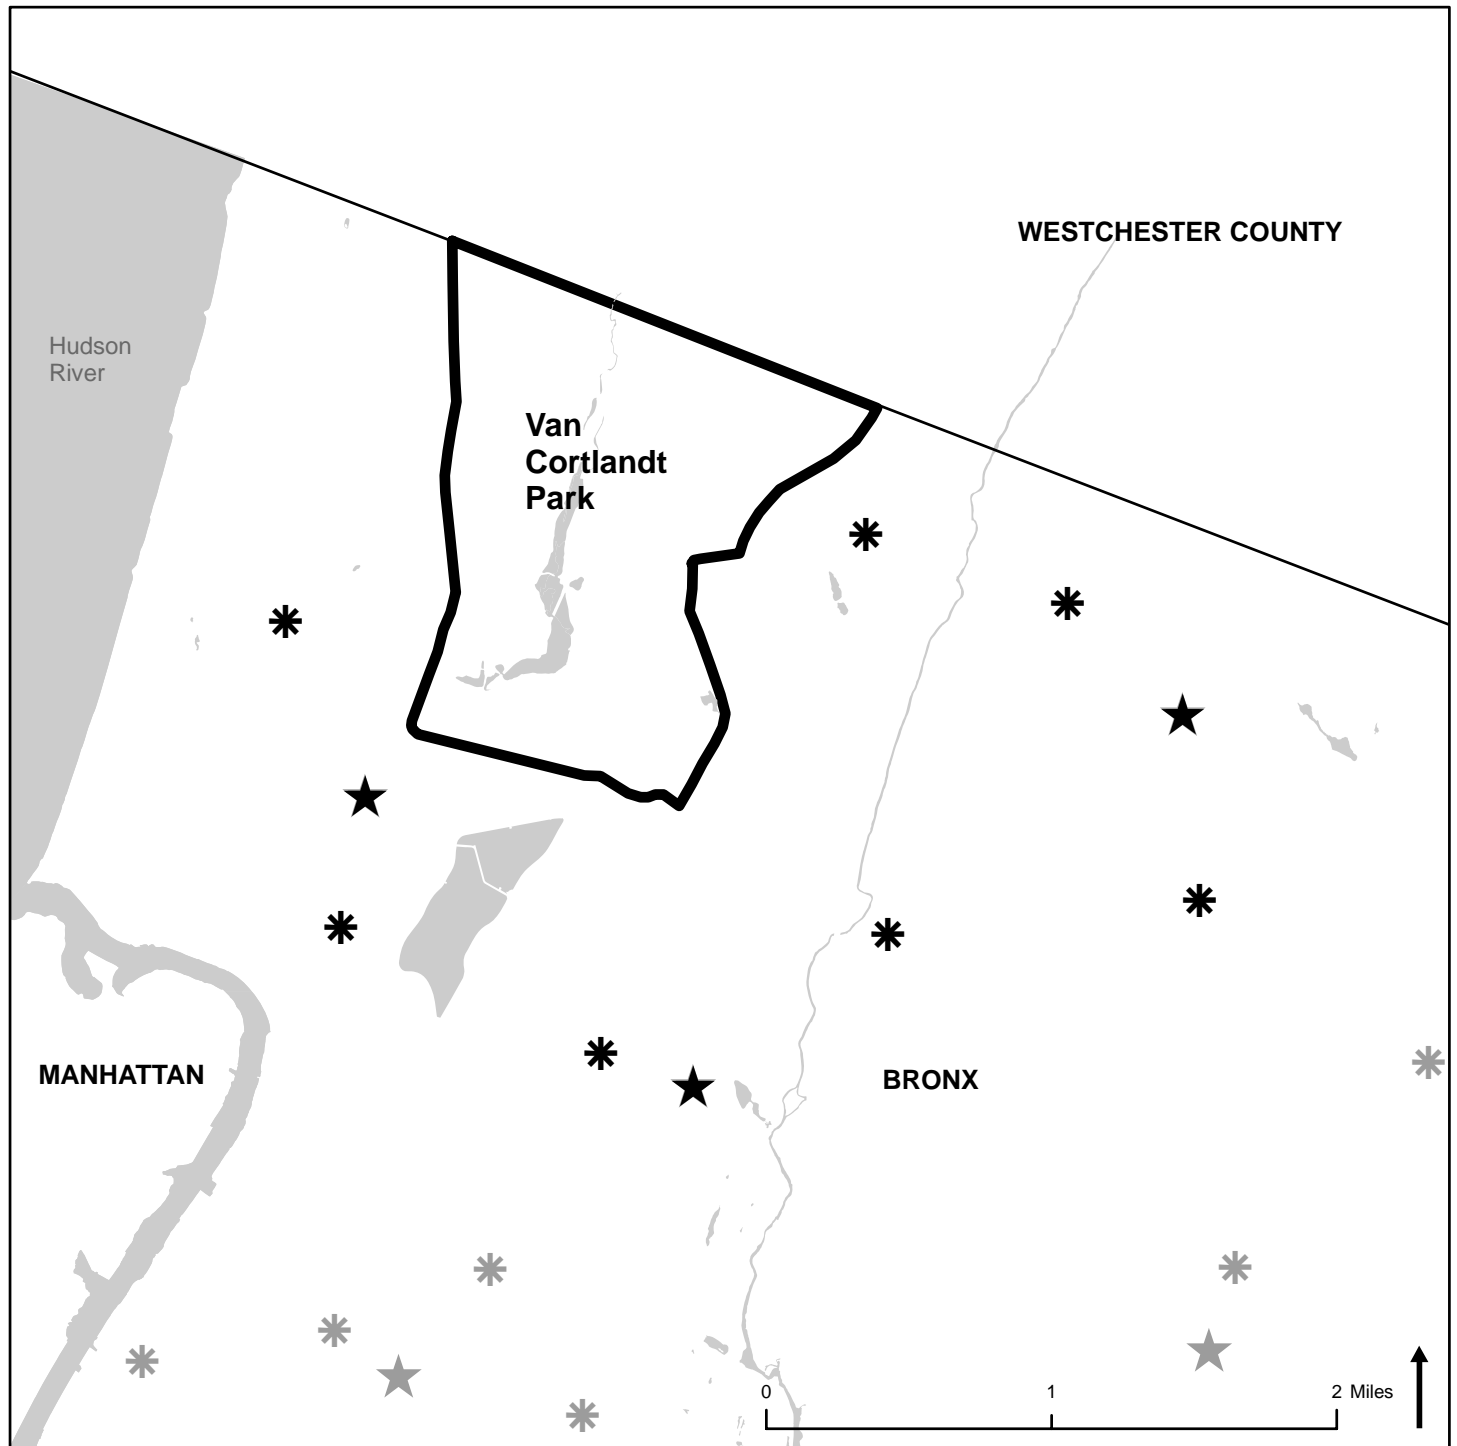 WESTCHESTER COUNTY
Hudson
River
Van
Cortlandt
Park
MANHATTAN
BRONX
0 1 2 Miles